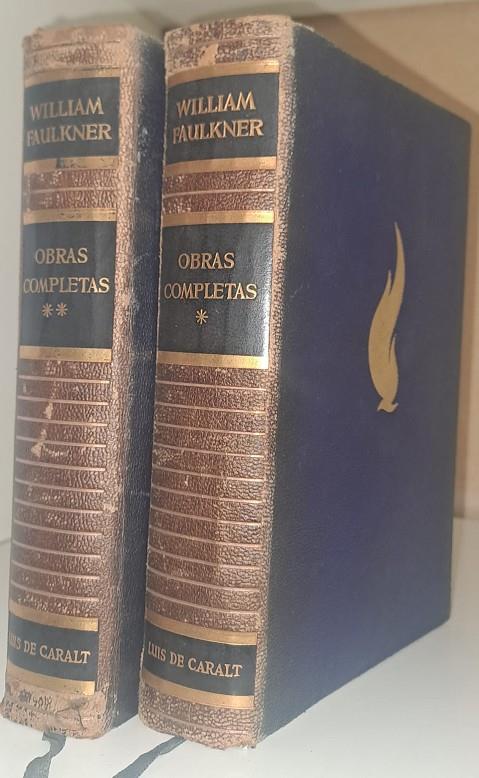 WILLIAM
FAULKNER
OBRAS
COMPLETAS
**
LUIS DE CARALT
WILLIAM
FAULKNER
OBRAS
COMPLETAS
*
LUIS DE CARALT